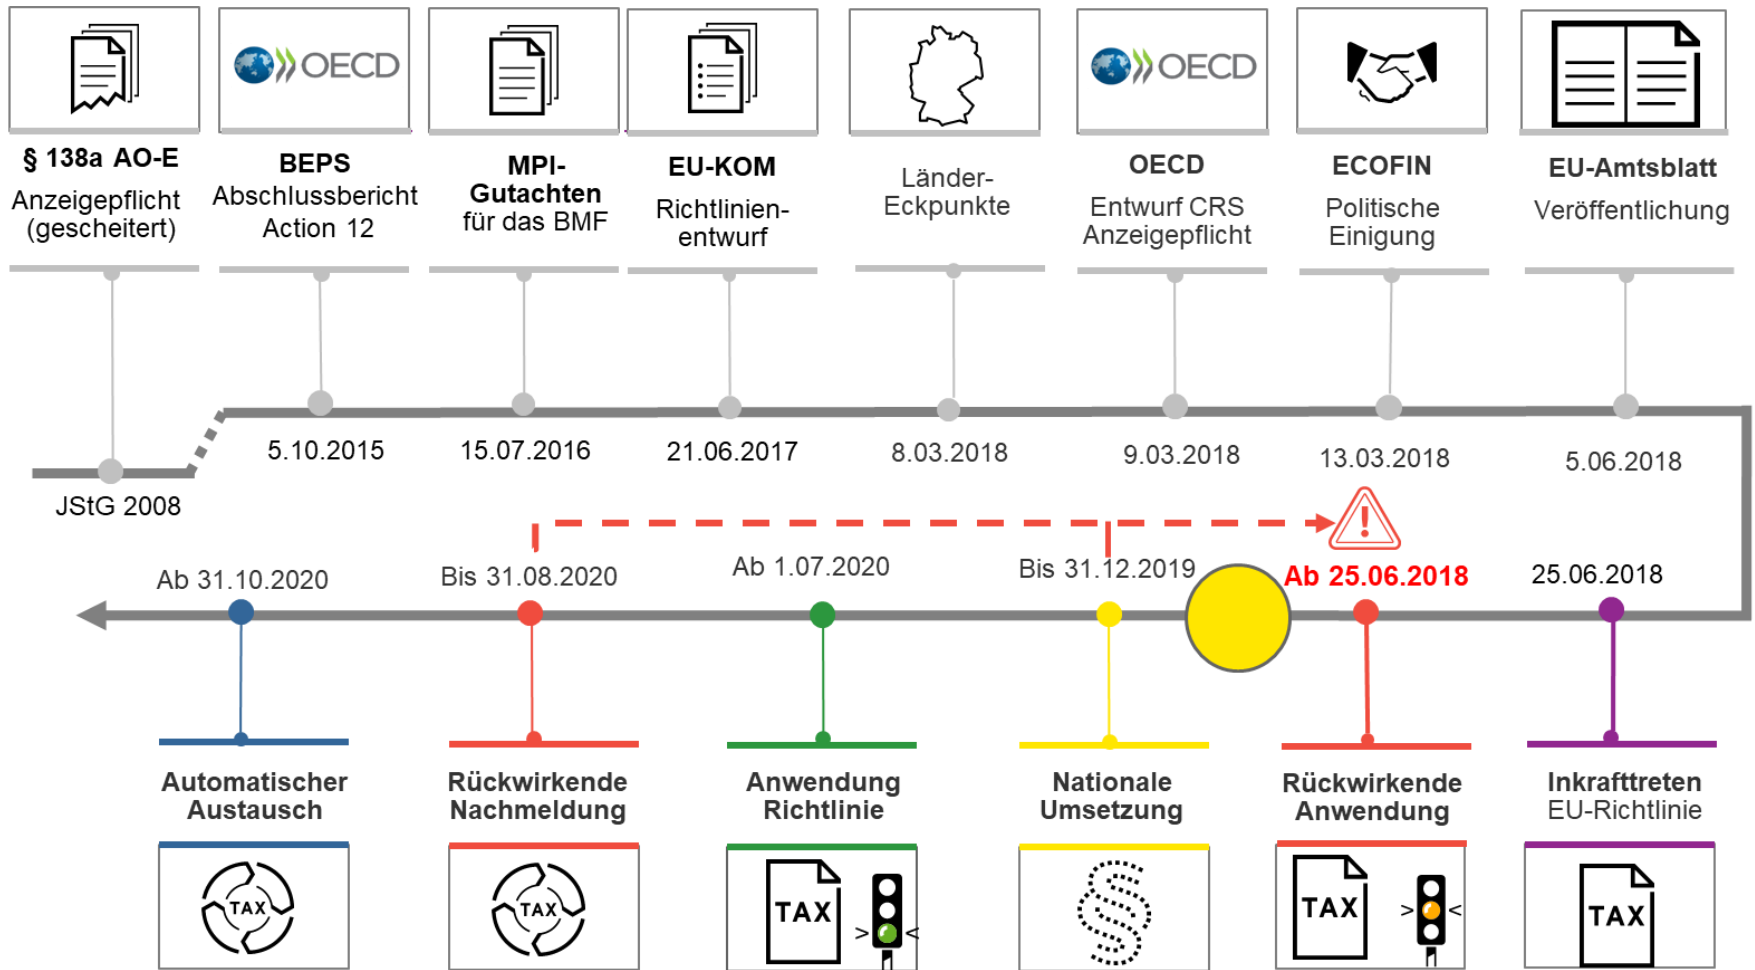 OECD
OECD
§ 138a AO-E
Anzeigepflicht
(gescheitert)
BEPS
Abschlussbericht
Action 12
MPI-
Gutachten
für das BMF
EU-KOM
Richtlinien-
entwurf
Länder-
Eckpunkte
OECD
Entwurf CRS
Anzeigepflicht
ECOFIN
Politische
Einigung
EU-Amtsblatt
Veröffentlichung
JStG 2008
5.10.2015
15.07.2016
21.06.2017
8.03.2018
9.03.2018
13.03.2018
5.06.2018
Ab 31.10.2020
Bis 31.08.2020
Ab 1.07.2020
Bis 31.12.2019
!
Ab 25.06.2018
25.06.2018
Automatischer
Austausch
Rückwirkende
Nachmeldung
Anwendung
Richtlinie
Nationale
Umsetzung
Rückwirkende
Anwendung
Inkrafttreten
EU-Richtlinie
TAX
TAX
TAX
> <
§§§
TAX
> <
TAX